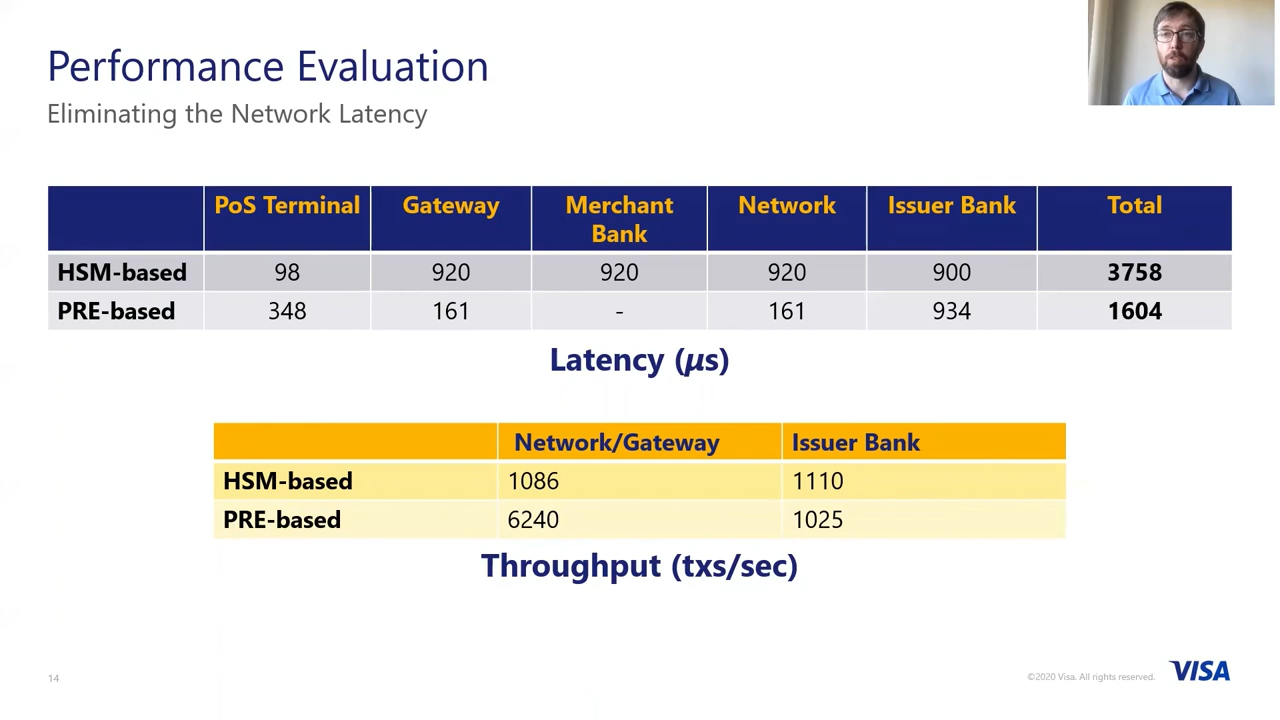 Performance Evaluation
Eliminating the Network Latency
PoS Terminal Gateway Merchant Bank Network Issuer Bank Total
HSM-based 98 920 920 920 900 3758
PRE-based 348 161 - 161 934 1604
Latency (μs)
Network/Gateway Issuer Bank
HSM-based 1086 1110
PRE-based 6240 1025
Throughput (txs/sec)
14
©2020 Visa. All rights reserved.
VISA